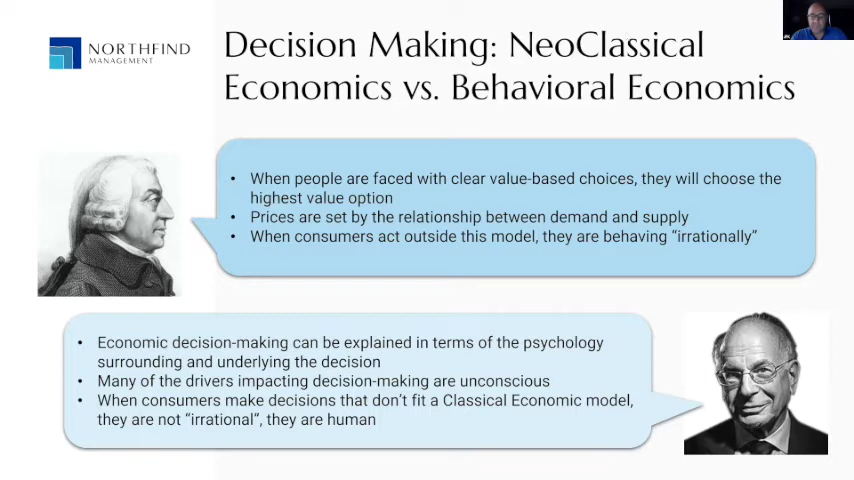 NORTHFIND
MANAGEMENT
Decision Making: NeoClassical
Economics vs. Behavioral Economics
• When people are faced with clear value-based choices, they will choose the
highest value option
• Prices are set by the relationship between demand and supply
• When consumers act outside this model, they are behaving “irrationally”
• Economic decision-making can be explained in terms of the psychology
surrounding and underlying the decision
• Many of the drivers impacting decision-making are unconscious
• When consumers make decisions that don’t fit a Classical Economic model,
they are not “irrational”, they are human